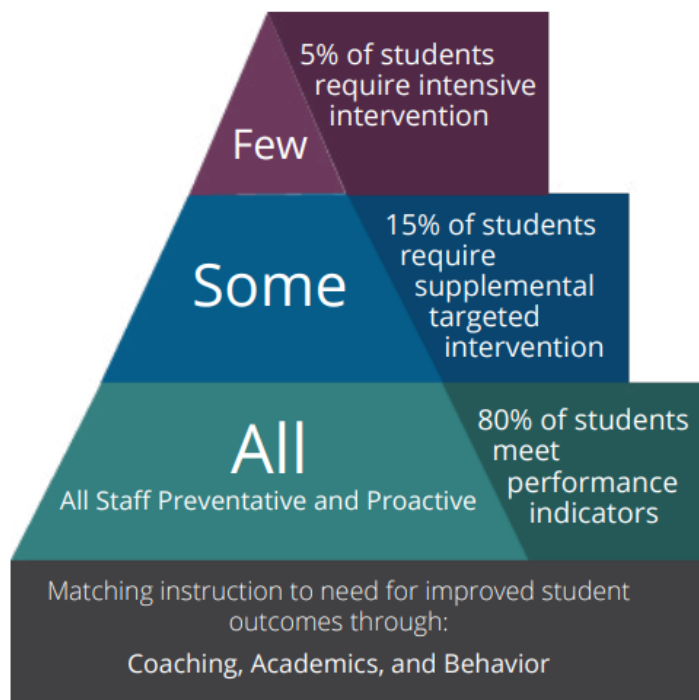 5% of students
require intensive
intervention
Few
15% of students
require
supplemental
targeted
intervention
Some
80% of students
meet
performance
indicators
All
All Staff Preventative and Proactive
Matching instruction to need for improved student
outcomes through:
Coaching, Academics, and Behavior